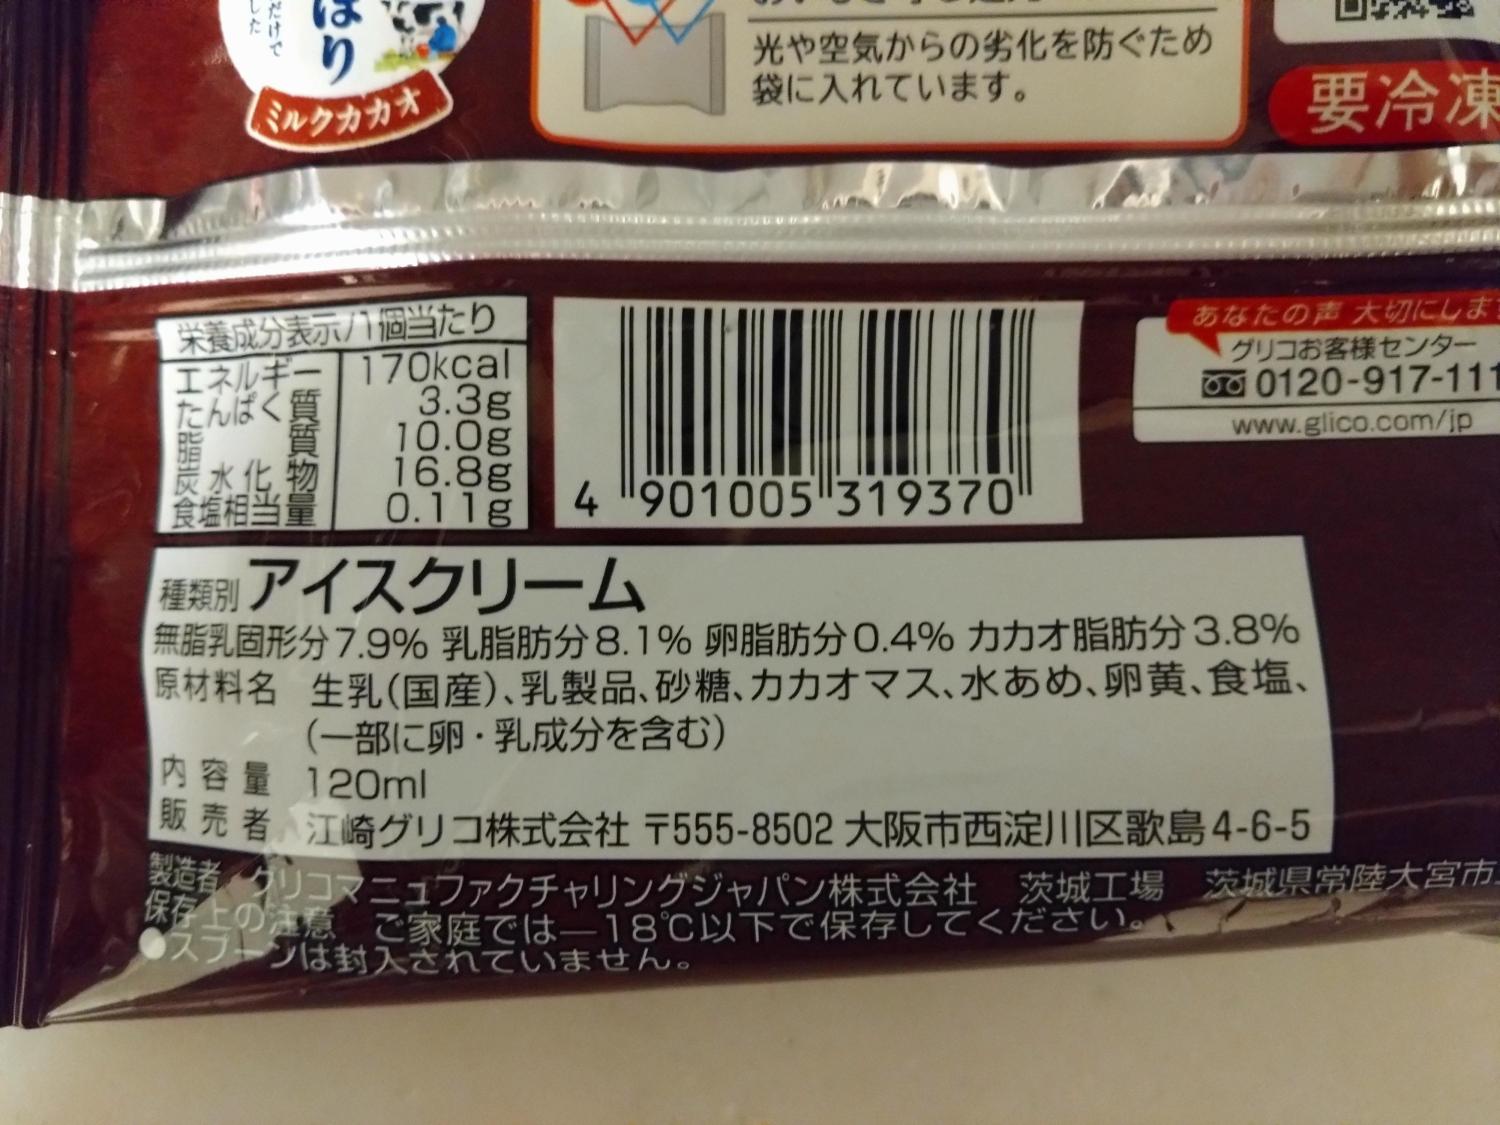 だけで
した
ぼり
ミルクカカオ
光や空気からの劣化を防ぐため
袋に入れています。
要冷凍
栄養成分表示/1個当たり
エネルギー 170kcal
たんぱく質 3.3g
脂質 10.0g
炭水化物 16.8g
食塩相当量 0.11g
4 901005 319370
あなたの声 大切にしま
グリコお客様センター
0120-917-111
www.glico.com/jp
種類別 アイスクリーム
無脂乳固形分7.9% 乳脂肪分8.1% 卵脂肪分0.4% カカオ脂肪分3.8%
原材料名 生乳(国産)、乳製品、砂糖、カカオマス、水あめ、卵黄、食塩、
(一部に卵・乳成分を含む)
内容量 120ml
販売者 江崎グリコ株式会社 〒555-8502 大阪市西淀川区歌島4-6-5
製造者 グリコマニュファクチャリングジャパン株式会社 茨城工場 茨城県常陸大宮市
保存上の注意 ご家庭では―18℃以下で保存してください。
●スプーンは封入されていません。